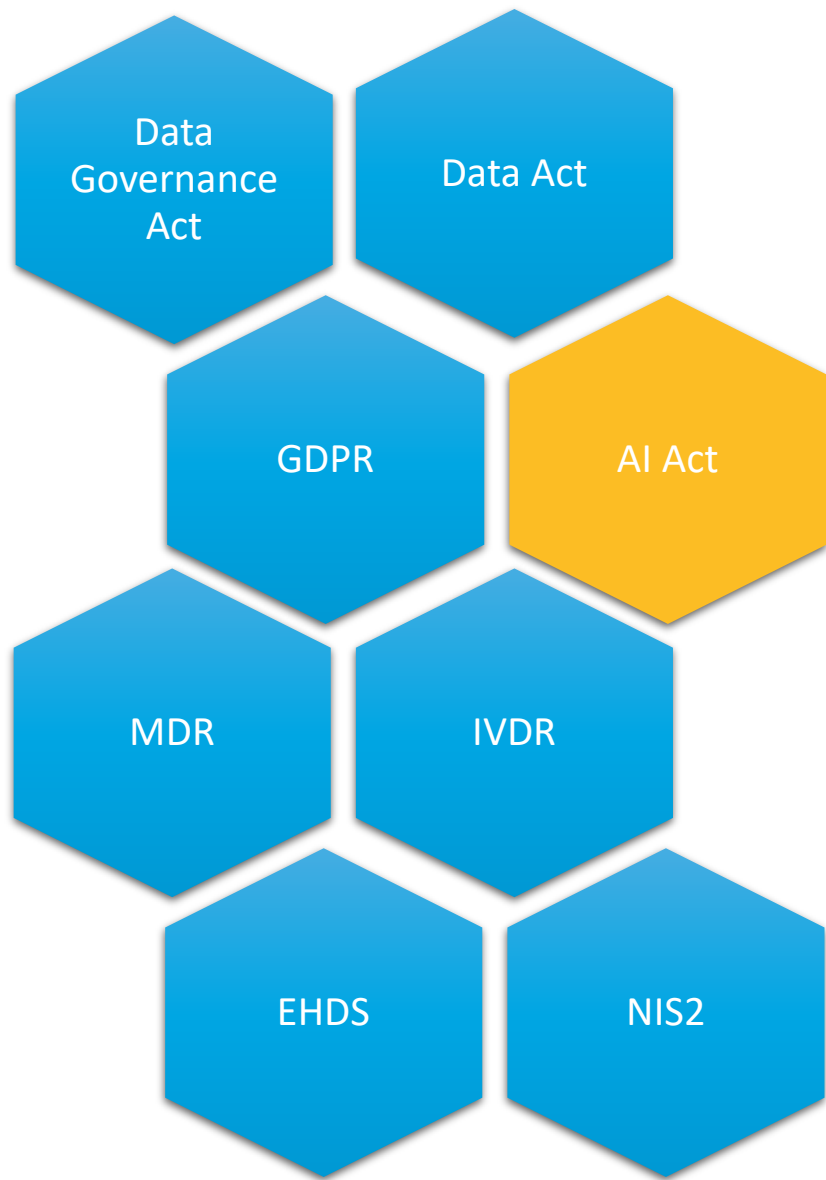 Data
Governance
Act
Data Act
GDPR
AI Act
MDR
IVDR
EHDS
NIS2